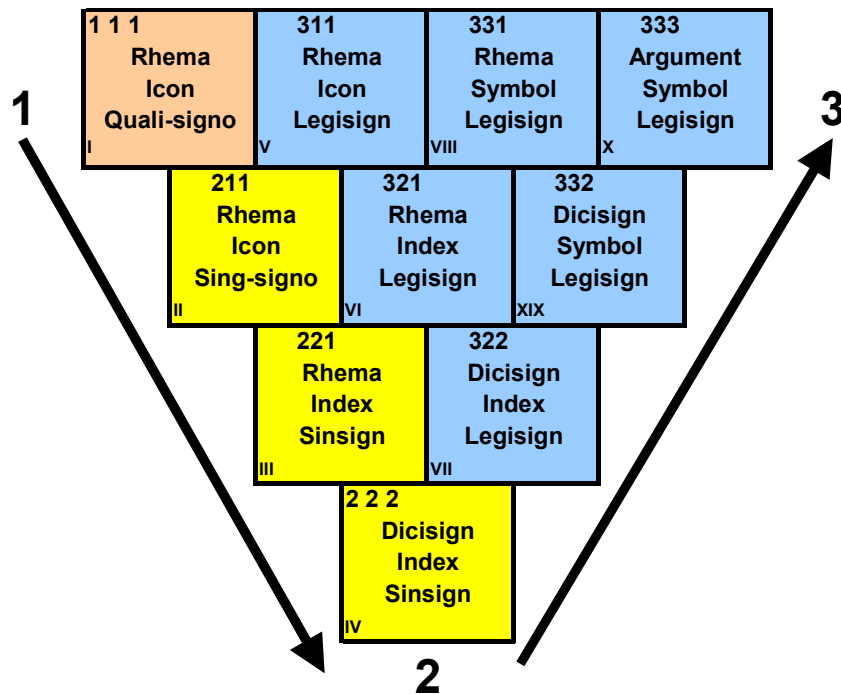 1 1 1
Rhema
Icon
Quali-signo
I
311
Rhema
Icon
Legisign
V
331
Rhema
Symbol
Legisign
VIII
333
Argument
Symbol
Legisign
X
1
3
211
Rhema
Icon
Sing-signo
II
321
Rhema
Index
Legisign
VI
332
Dicisign
Symbol
Legisign
XIX
221
Rhema
Index
Sinsign
III
322
Dicisign
Index
Legisign
VII
2 2 2
Dicisign
Index
Sinsign
IV
2